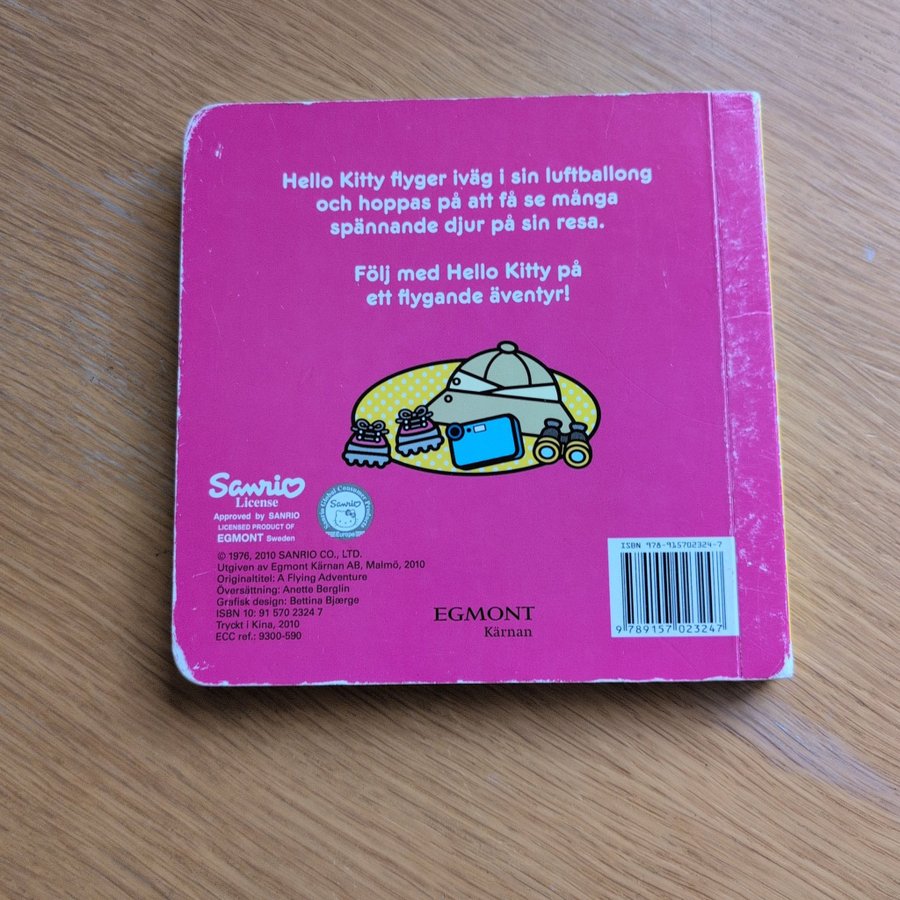 Hello Kitty flyger iväg i sin luftballong
och hoppas på att få se många
spännande djur på sin resa.
Följ med Hello Kitty på
ett flygande äventyr!
Sanrio
License
Approved by SANRIO
LICENSED PRODUCT OF
EGMONT Sweden
Sanrio
Europe
© 1976, 2010 SANRIO CO., LTD.
Utgiven av Egmont Kärnan AB, Malmö, 2010
Originaltitel: A Flying Adventure
Översättning: Anette Berglin
Grafisk design: Bettina Bjærge
ISBN 10: 91 570 2324 7
Tryckt i Kina, 2010
ECC ref.: 9300-590
EGMONT
Kärnan
ISBN 978-915702324-7
9 789157 023247